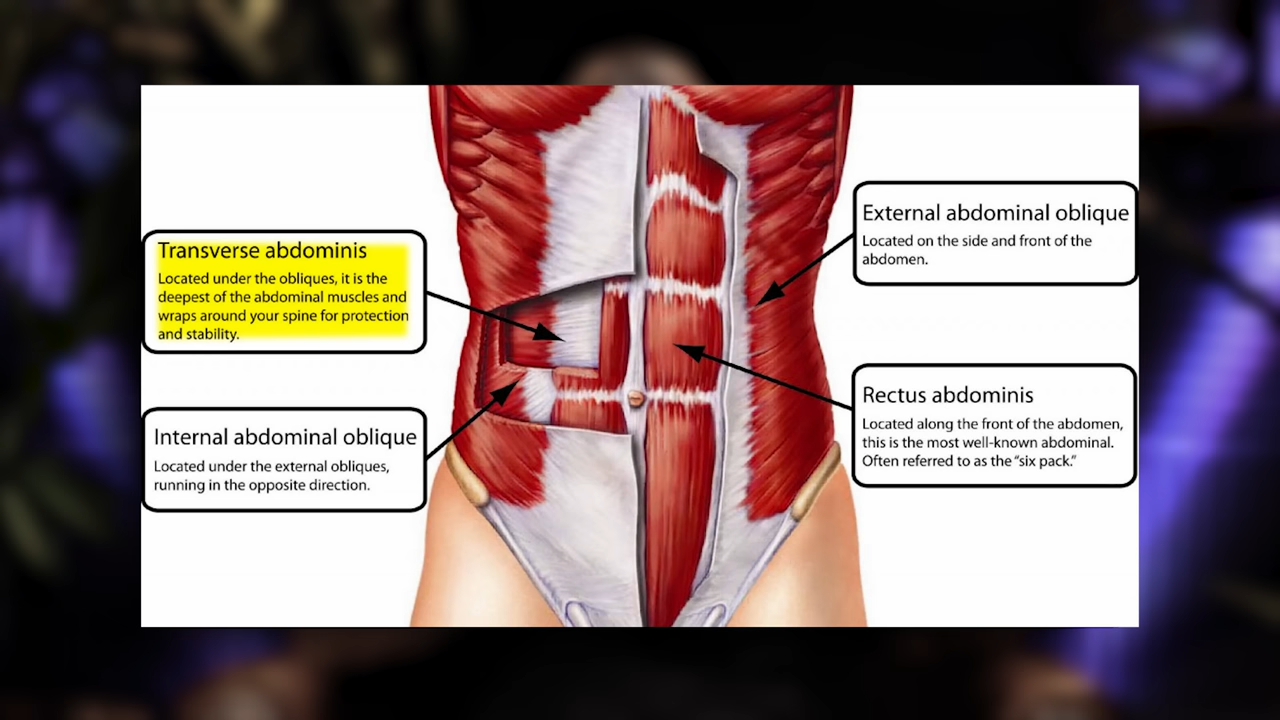 Transverse abdominis
Located under the obliques, it is the
deepest of the abdominal muscles and
wraps around your spine for protection
and stability.
Internal abdominal oblique
Located under the external obliques,
running in the opposite direction.
External abdominal oblique
Located on the side and front of the
abdomen.
Rectus abdominis
Located along the front of the abdomen,
this is the most well-known abdominal.
Often referred to as the “six pack.”